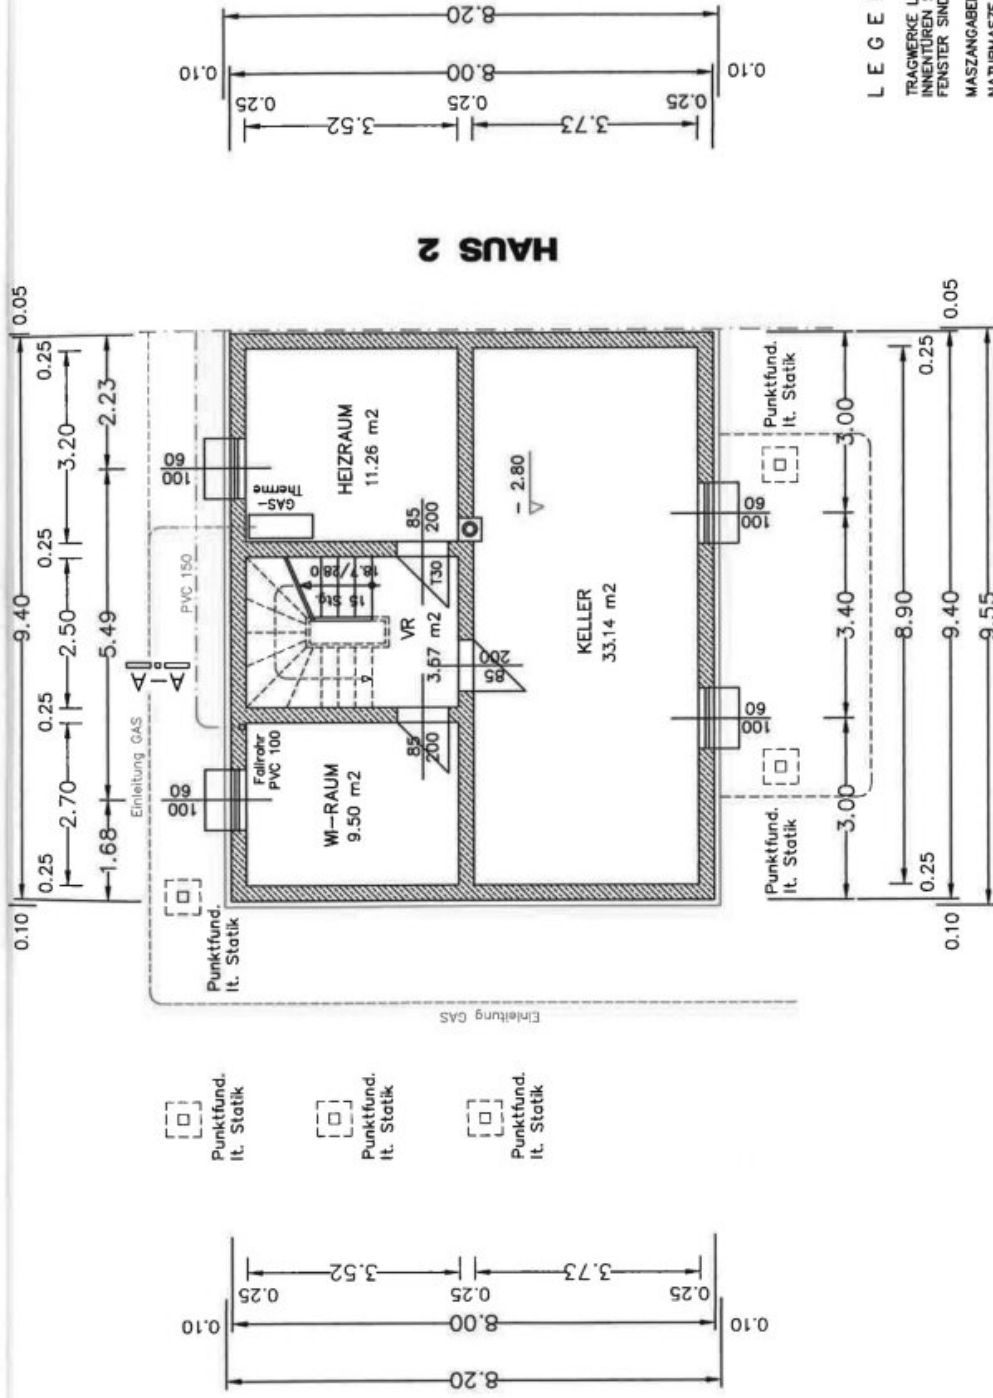 0.10
9.40
0.05
0.25
2.70
0.25
2.50
0.25
3.20
0.25
1.68
5.49
2.23
Einleitung GAS
A-A
PVC 150
100
60
100
60
Punktfund.
lt. Statik
Fallrohr
PVC 100
WI-RAUM
9.50 m2
15 Stg.
18.7/28.0
VR
3.57 m2
GAS-
Therme
HEIZRAUM
11.26 m2
85
200
85
200
T30
85
200
KELLER
33.14 m2
- 2.80
100
60
100
60
Einleitung GAS
Punktfund.
lt. Statik
Punktfund.
lt. Statik
Punktfund.
lt. Statik
Punktfund.
lt. Statik
Punktfund.
lt. Statik
3.00
3.40
3.00
0.25
8.90
0.25
0.10
9.40
0.05
9.55
0.10
8.20
0.10
8.00
0.25
3.52
0.25
3.73
0.25
HAUS 2
0.25
3.52
0.25
3.73
0.25
0.10
8.00
0.10
8.20
L E G E
TRAGWERKE
INNENTÜREN
FENSTER SIND